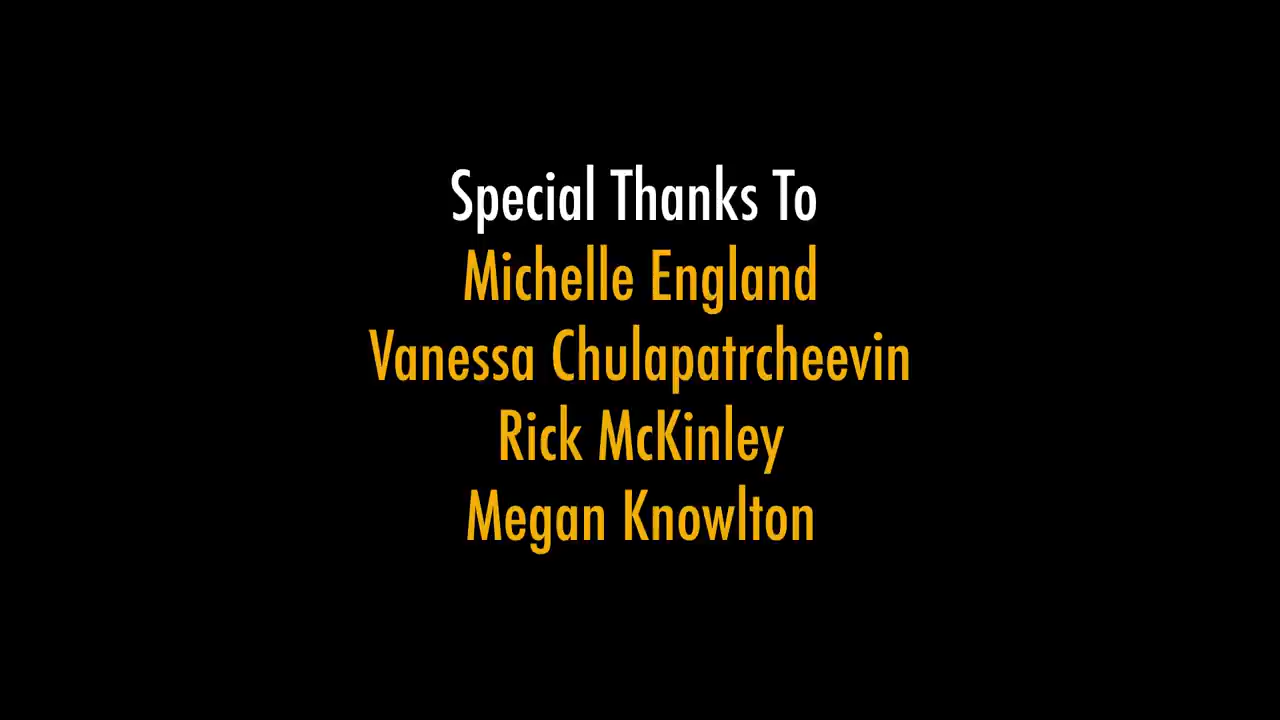 Special Thanks To
Michelle England
Vanessa Chulapatrcheevin
Rick McKinley
Megan Knowlton